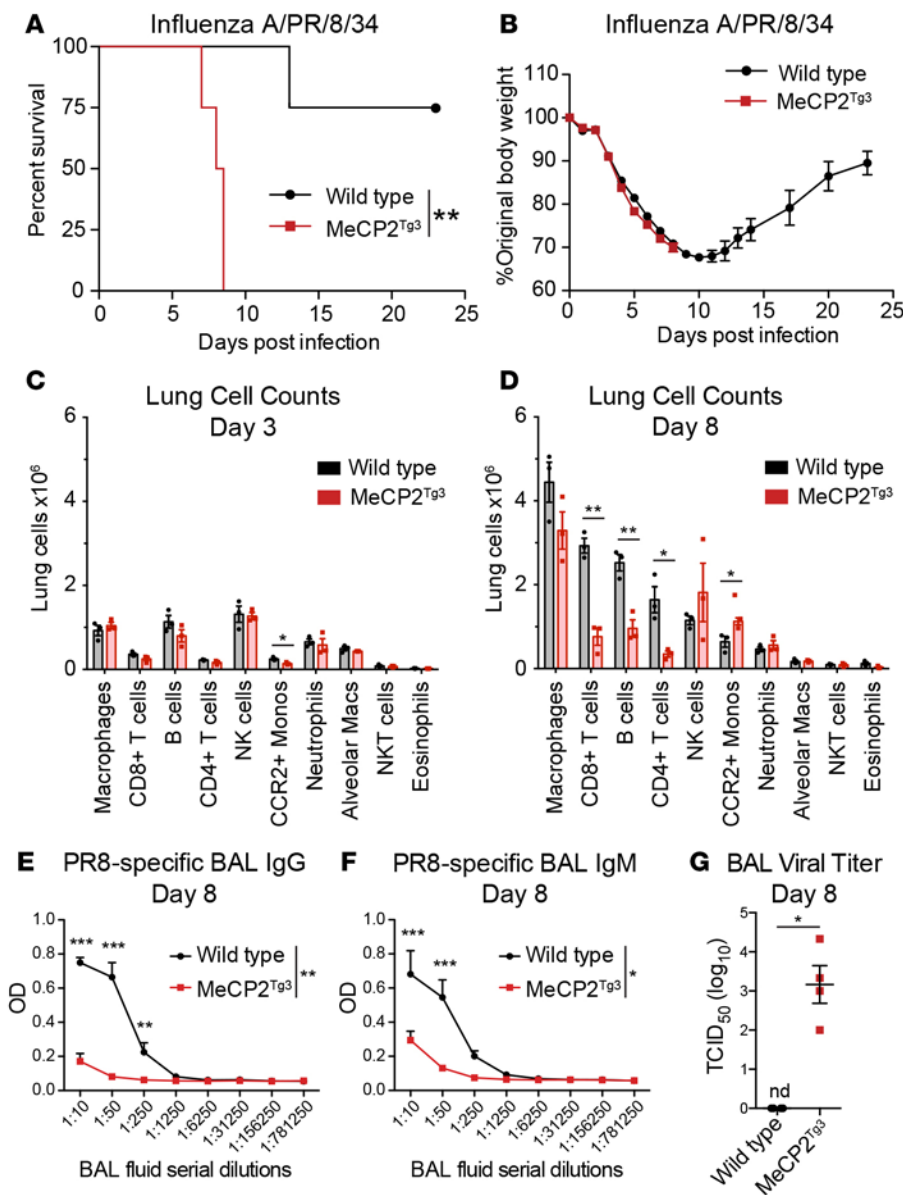 A
Influenza A/PR/8/34
Percent survival
100
75
50
25
0
Wild type
MeCP2Tg3
**
0 5 10 15 20 25
Days post infection
B
Influenza A/PR/8/34
%Original body weight
110
100
90
80
70
60
Wild type
MeCP2Tg3
0 5 10 15 20 25
Days post infection
C
Lung Cell Counts
Day 3
Lung cells x10⁶
6
4
2
0
Wild type
MeCP2Tg3
*
Macrophages
CD8+ T cells
B cells
CD4+ T cells
NK cells
CCR2+ Monos
Neutrophils
Alveolar Macs
NKT cells
Eosinophils
D
Lung Cell Counts
Day 8
Lung cells x10⁶
6
4
2
0
Wild type
MeCP2Tg3
**
**
*
*
Macrophages
CD8+ T cells
B cells
CD4+ T cells
NK cells
CCR2+ Monos
Neutrophils
Alveolar Macs
NKT cells
Eosinophils
E
PR8-specific BAL IgG
Day 8
OD
1.0
0.8
0.6
0.4
0.2
0.0
***
***
**
Wild type
MeCP2Tg3
**
1:10
1:50
1:250
1:1250
1:6250
1:31250
1:156250
1:781250
BAL fluid serial dilutions
F
PR8-specific BAL IgM
Day 8
OD
1.0
0.8
0.6
0.4
0.2
0.0
***
***
Wild type
MeCP2Tg3
*
1:10
1:50
1:250
1:1250
1:6250
1:31250
1:156250
1:781250
BAL fluid serial dilutions
G
BAL Viral Titer
Day 8
TCID₅₀ (log₁₀)
5
4
3
2
1
0
*
nd
Wild type
MeCP2Tg3